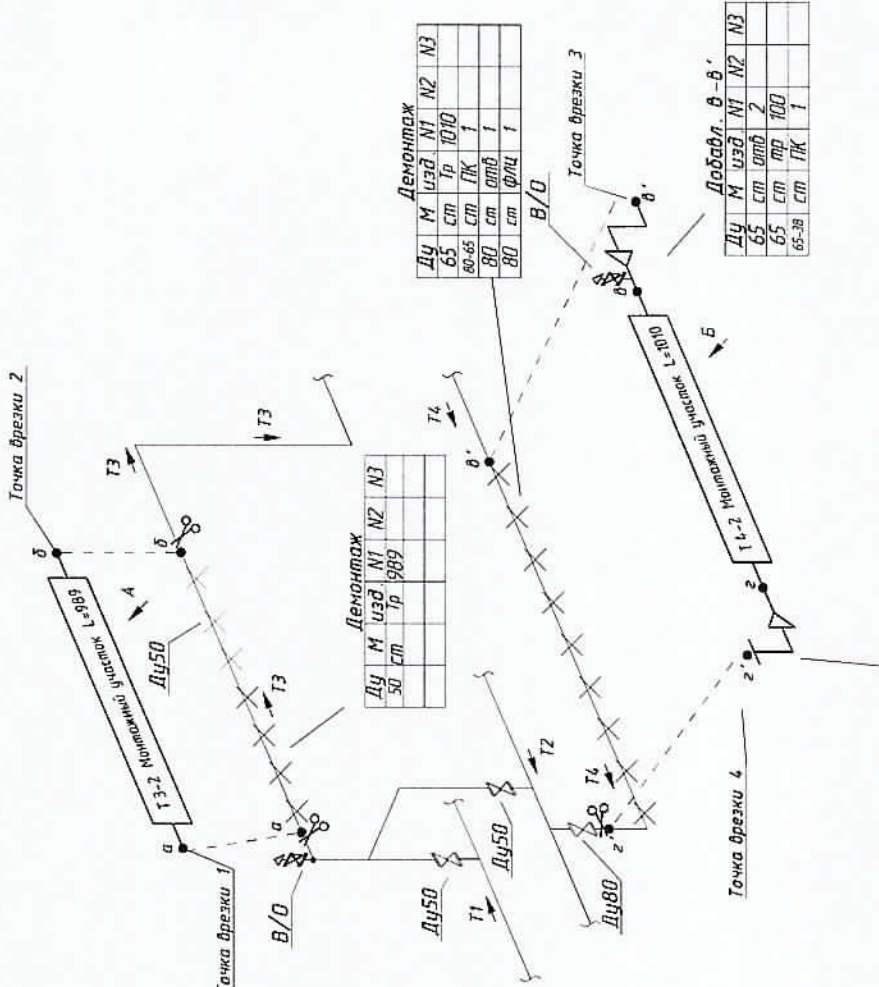 Точка врезки 2
б
Т 3-2 Монтажный участок L=989
А
а
Точка врезки 1
Т3
Т3
б
Ду50
Т3
а
В/О
Демонтаж
Ду М изд. N1 N2 N3
50 ст Тр 989
Ду50
Ду50
Т1
Т2
Демонтаж
Ду М изд. N1 N2 N3
65 ст Тр 1010
80-65 ст ПК 1
80 ст отв 1
80 ст флц 1
Т4
в'
Т4
Ду80
г'
В/О
Точка врезки 3
в'
в
Добавл. в-в'
Ду М изд N1 N2 N3
65 ст отв 2
65 ст тр 100
65-38 ст ПК 1
Т 4-2 Монтажный участок L=1010
Б
г
г'
Точка врезки 4